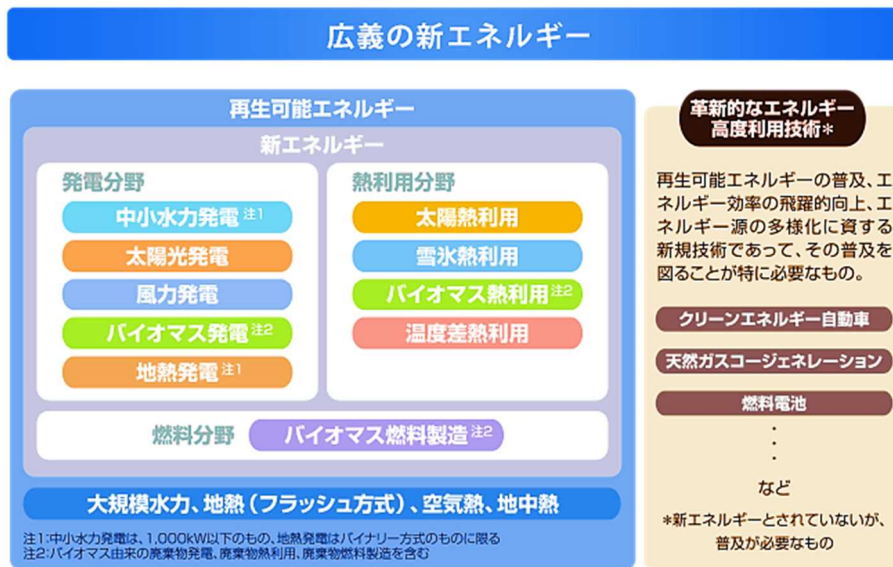 広義の新エネルギー
再生可能エネルギー
新エネルギー
発電分野
中小水力発電 注1
太陽光発電
風力発電
バイオマス発電 注2
地熱発電 注1
熱利用分野
太陽熱利用
雪氷熱利用
バイオマス熱利用 注2
温度差熱利用
燃料分野
バイオマス燃料製造 注2
大規模水力、地熱(フラッシュ方式)、空気熱、地中熱
注1:中小水力発電は、1,000kW以下のもの、地熱発電はバイナリー方式のものに限る
注2:バイオマス由来の廃棄物発電、廃棄物熱利用、廃棄物燃料製造を含む
革新的なエネルギー
高度利用技術*
再生可能エネルギーの普及、エ
ネルギー効率の飛躍的向上、エ
ネルギー源の多様化に資する
新規技術であって、その普及を
図ることが特に必要なもの。
クリーンエネルギー自動車
天然ガスコージェネレーション
燃料電池
・
・
・
など
*新エネルギーとされていないが、
普及が必要なもの